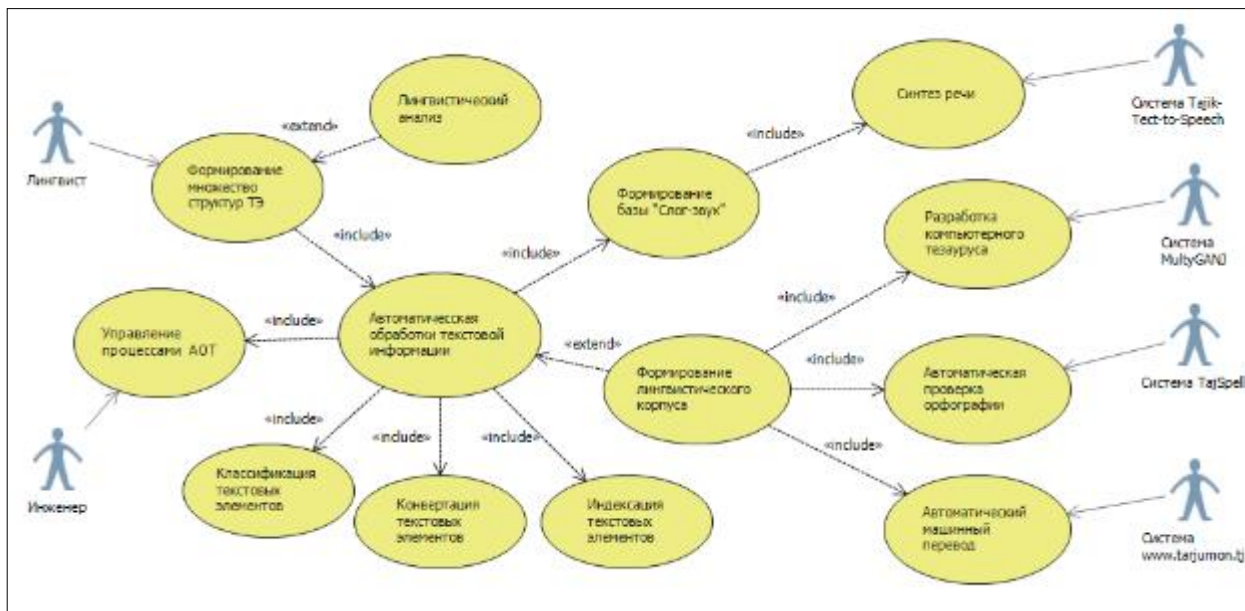 Лингвист
Лингвистический
анализ
«extend»
Формирование
множество
структур ТЭ
«include»
Синтез речи
Система Tajik-
Tect-to-Speech
«include»
Формирование
базы "Слог-звук"
«include»
Разработка
компьютерного
тезауруса
Система
MultyGANJ
«include»
Управление
процессами АОТ
«include»
Автоматичесская
обработки текстовой
информации
«extend»
Формирование
лингвистического
корпуса
«include»
Автоматическая
проверка
орфографии
Система TajSpell
Инженер
«include»
«include»
«include»
«include»
Классификация
текстовых
элементов
Конвертация
текстовых
элементов
Индексация
текстовых
элементов
Автоматический
машинный
перевод
Система
www.tarjumon.tj